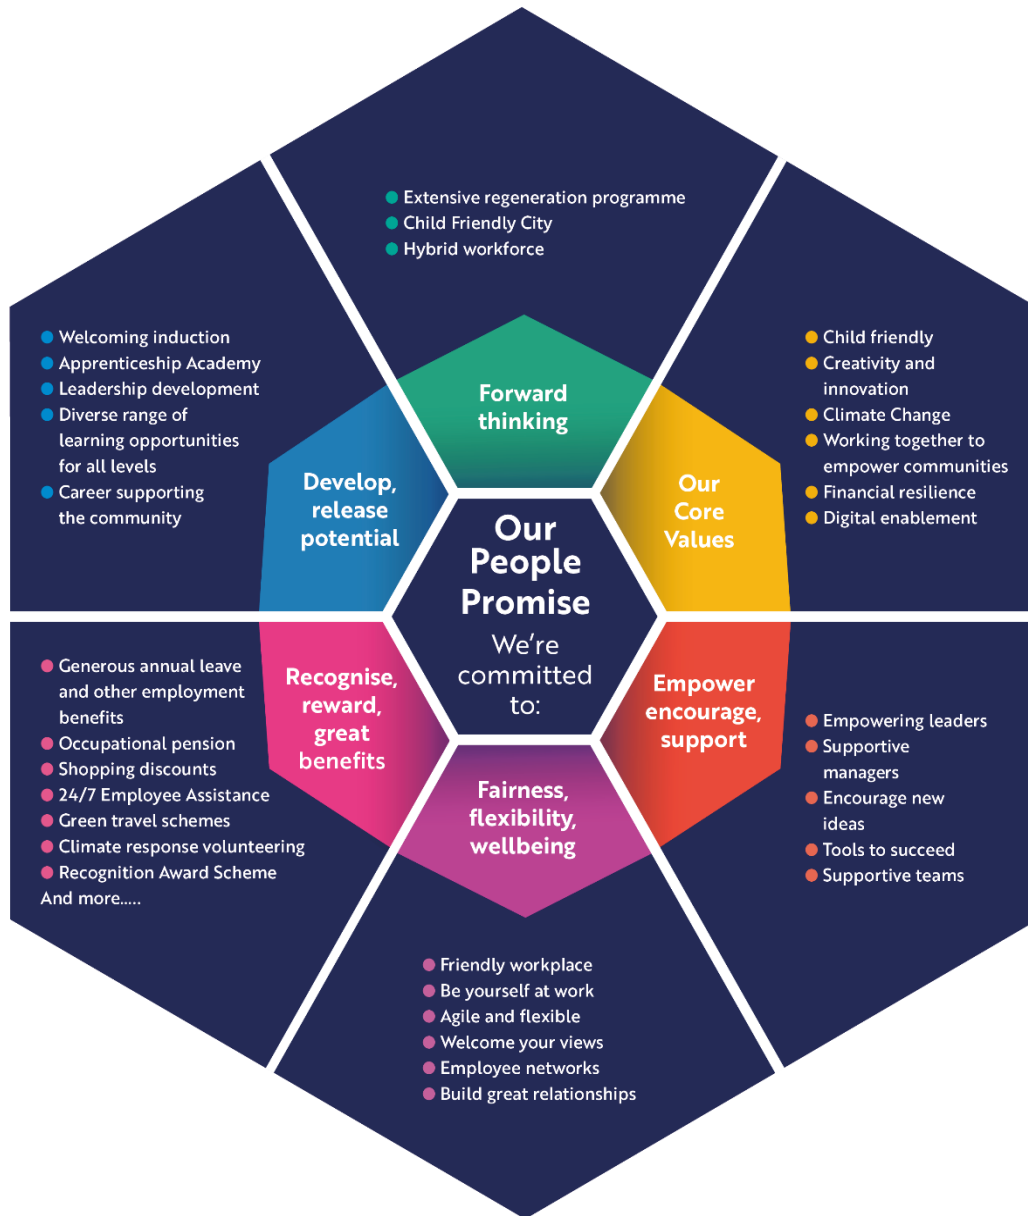 Our
People
Promise
We're
committed
to:
Forward
thinking
Extensive regeneration programme
Child Friendly City
Hybrid workforce
Our
Core
Values
Child friendly
Creativity and
innovation
Climate Change
Working together to
empower communities
Financial resilience
Digital enablement
Empower
encourage,
support
Empowering leaders
Supportive
managers
Encourage new
ideas
Tools to succeed
Supportive teams
Fairness,
flexibility,
wellbeing
Friendly workplace
Be yourself at work
Agile and flexible
Welcome your views
Employee networks
Build great relationships
Recognise,
reward,
great
benefits
Generous annual leave
and other employment
benefits
Occupational pension
Shopping discounts
24/7 Employee Assistance
Green travel schemes
Climate response volunteering
Recognition Award Scheme
And more.....
Develop,
release
potential
Welcoming induction
Apprenticeship Academy
Leadership development
Diverse range of
learning opportunities
for all levels
Career supporting
the community